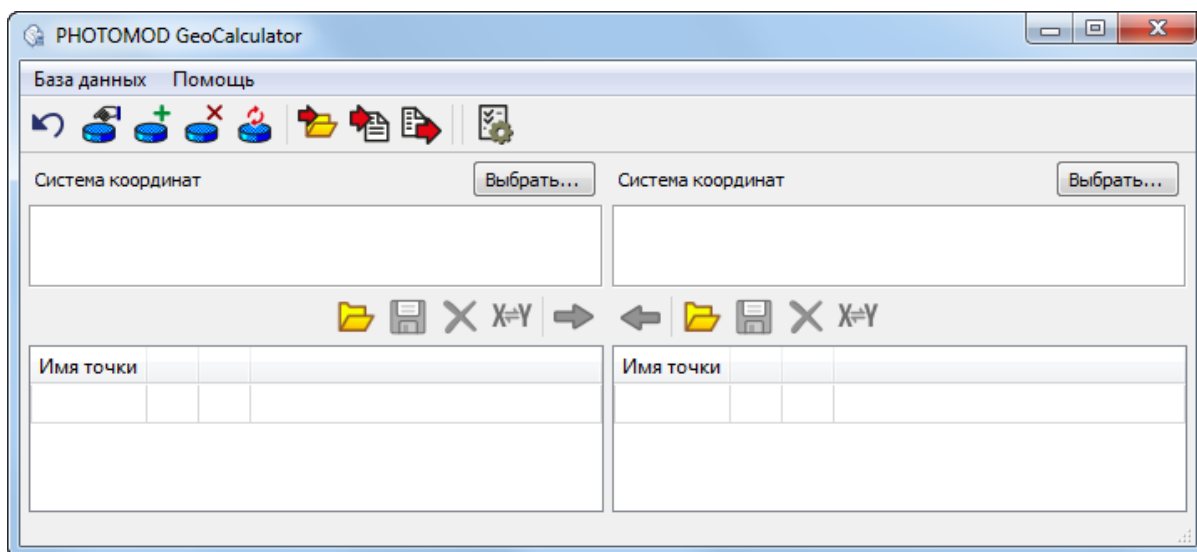 PHOTOMOD GeoCalculator
База данных Помощь
Система координат Выбрать... Система координат Выбрать...
X⇌Y X⇌Y
Имя точки Имя точки